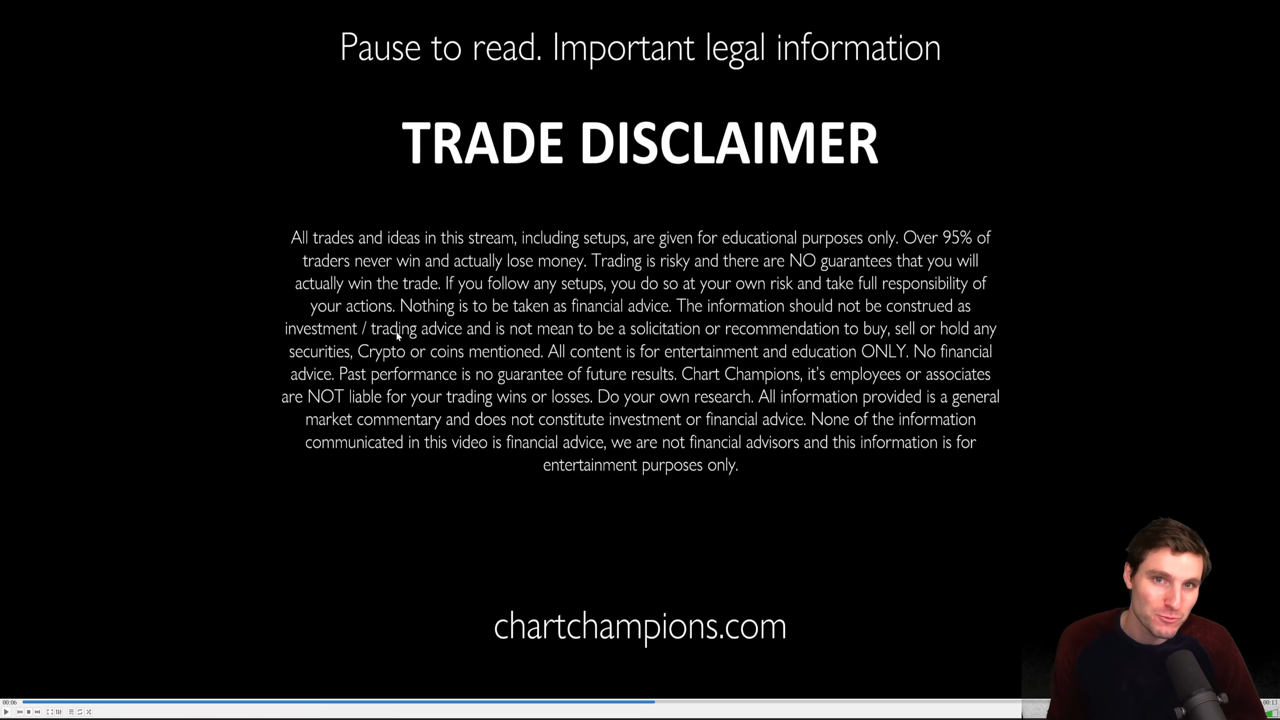 Pause to read. Important legal information
TRADE DISCLAIMER
All trades and ideas in this stream, including setups, are given for educational purposes only. Over 95% of
traders never win and actually lose money. Trading is risky and there are NO guarantees that you will
actually win the trade. If you follow any setups, you do so at your own risk and take full responsibility of
your actions. Nothing is to be taken as financial advice. The information should not be construed as
investment / trading advice and is not mean to be a solicitation or recommendation to buy, sell or hold any
securities, Crypto or coins mentioned. All content is for entertainment and education ONLY. No financial
advice. Past performance is no guarantee of future results. Chart Champions, it's employees or associates
are NOT liable for your trading wins or losses. Do your own research. All information provided is a general
market commentary and does not constitute investment or financial advice. None of the information
communicated in this video is financial advice, we are not financial advisors and this information is for
entertainment purposes only.
chartchampions.com
00:06
00:13